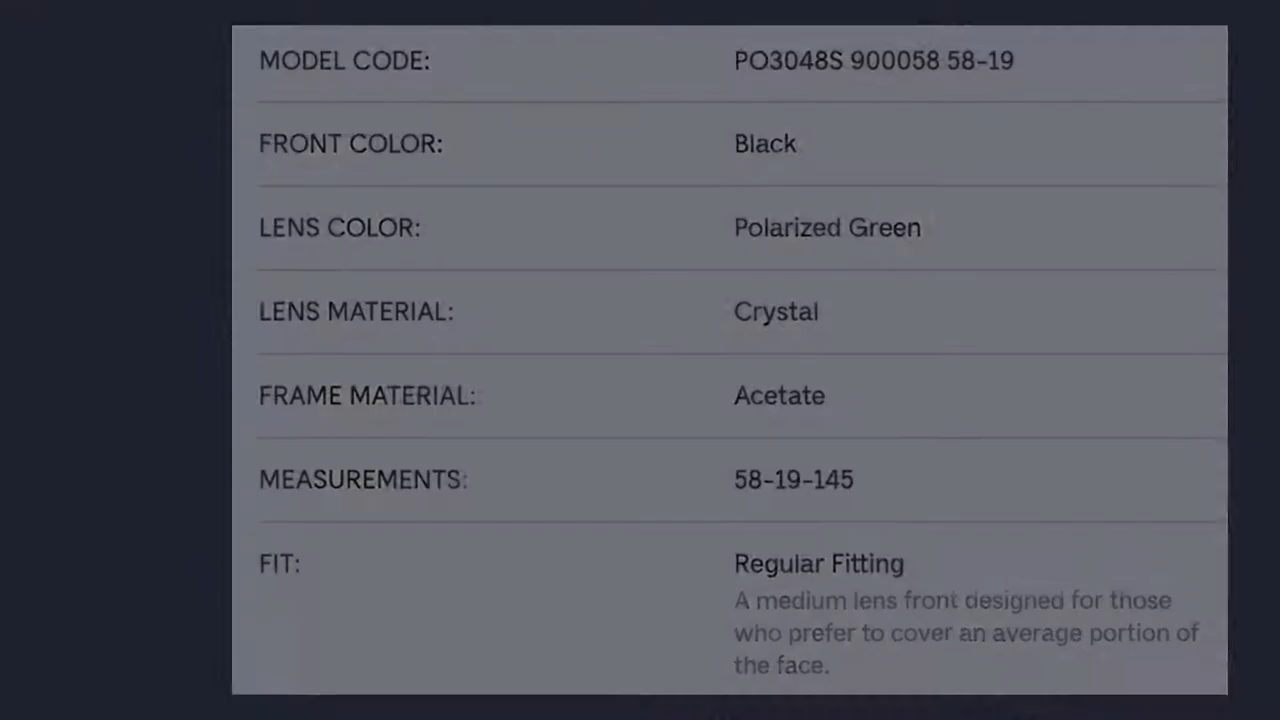 MODEL CODE: PO3048S 900058 58-19
FRONT COLOR: Black
LENS COLOR: Polarized Green
LENS MATERIAL: Crystal
FRAME MATERIAL: Acetate
MEASUREMENTS: 58-19-145
FIT: Regular Fitting
A medium lens front designed for those
who prefer to cover an average portion of
the face.